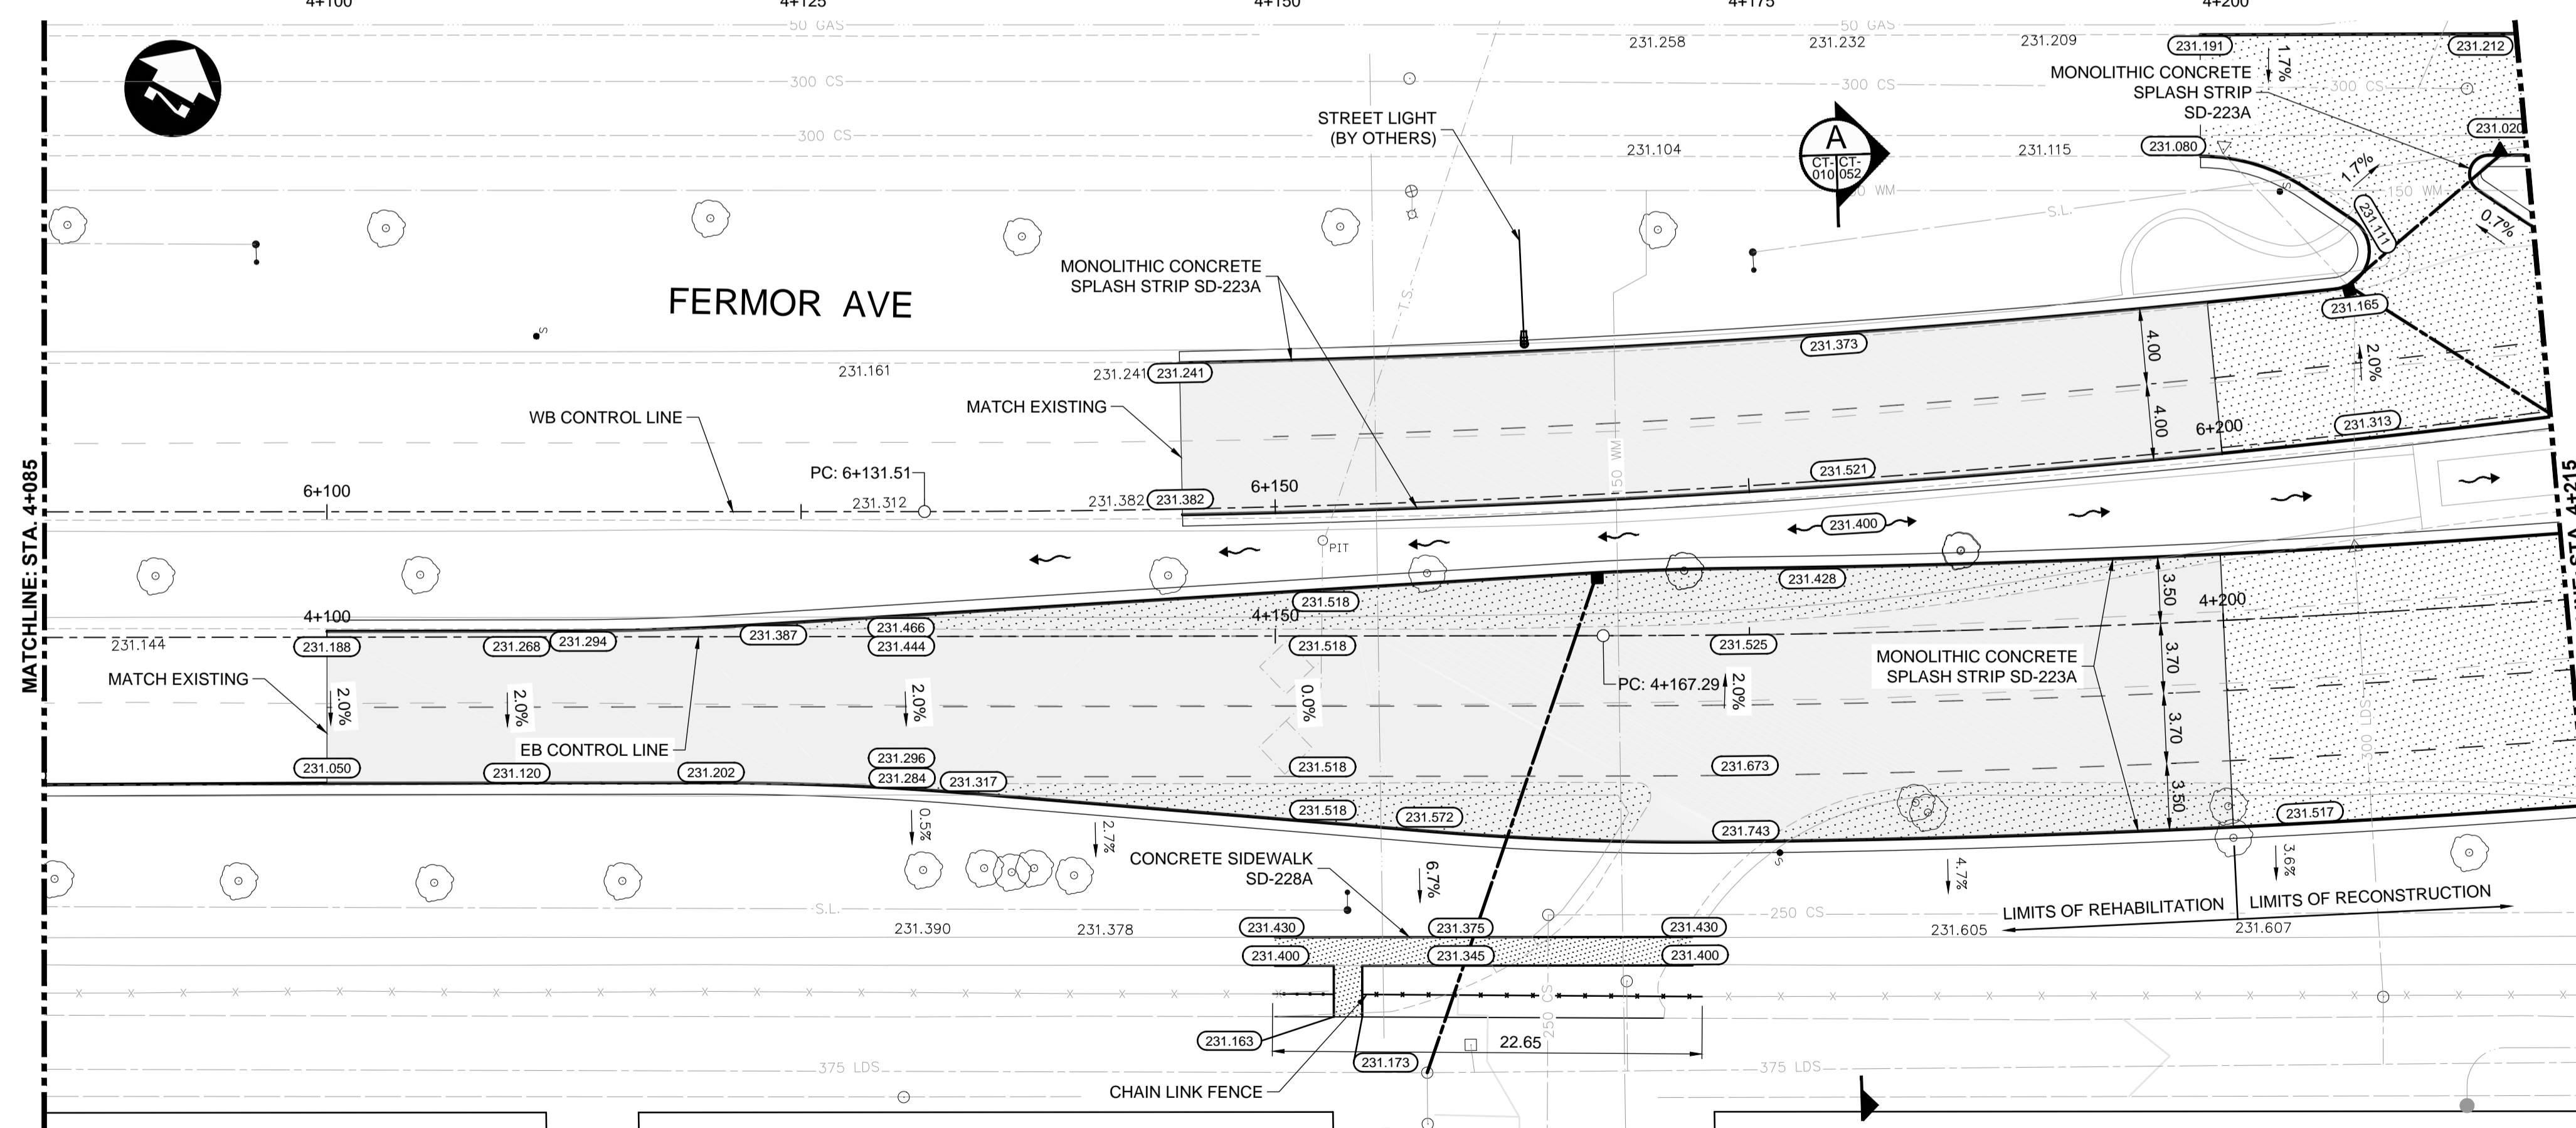 4+100
4+125
4+150
4+175
4+200
50 GAS
50 GAS
231.258
231.232
231.209
231.191
1.7%
231.212
300 CS
300 CS
300 CS
MONOLITHIC CONCRETE
SPLASH STRIP
SD-223A
STREET LIGHT
(BY OTHERS)
300 CS
231.104
A
CT-010
CT-052
231.115
231.080
231.020
1.7%
150 WM
S.L.
S
231.111
0.7%
MONOLITHIC CONCRETE
SPLASH STRIP SD-223A
T.S.
FERMOR AVE
S
231.165
231.373
4.00
2.0%
231.161
231.241
231.241
MATCH EXISTING
WB CONTROL LINE
4.00
6+200
231.313
MATCHLINE: STA. 4+085
PC: 6+131.51
150 WM
231.521
6+100
6+150
231.312
231.382
231.382
231.400
PIT
231.428
3.50
4+200
4+100
231.518
4+150
231.466
231.387
231.294
231.144
231.188
231.268
231.444
231.518
231.525
MONOLITHIC CONCRETE
SPLASH STRIP SD-223A
3.70
MATCH EXISTING
2.0%
2.0%
2.0%
0.0%
PC: 4+167.29
2.0%
3.70
300 LDS
EB CONTROL LINE
231.050
231.120
231.202
231.296
231.284
231.317
231.518
231.673
3.50
231.518
231.572
231.743
231.517
0.5%
2.7%
CONCRETE SIDEWALK
SD-228A
6.7%
S
4.7%
3.6%
LIMITS OF REHABILITATION
LIMITS OF RECONSTRUCTION
S.L.
231.390
231.378
231.430
231.375
231.430
250 CS
231.605
231.607
231.400
231.345
231.400
250 CS
231.163
22.65
231.173
375 LDS
375 LDS
CHAIN LINK FENCE